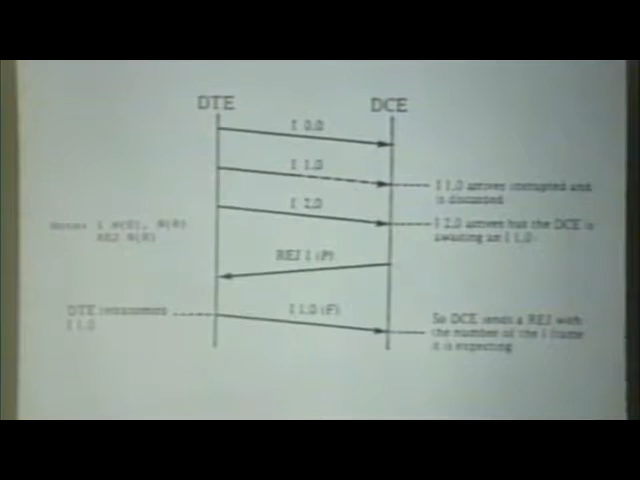 DTE DCE
I 0,0
I 1,0
I 1,0 arrives corrupted and
is discarded
I 2,0
I 2,0 arrives but the DCE is
awaiting an I 1,0
I N(S), N(R)
REJ N(R)
REJ 1 (P)
DTE retransmits
I 1,0
I 1,0 (F)
So DCE sends a REJ with
the number of the I frame
it is expecting